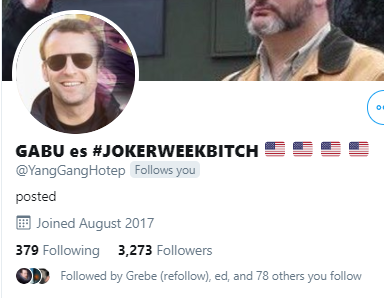 GABU es #JOKERWEEKBITCH 🇺🇸 🇺🇸 🇺🇸 🇺🇸
@YangGangHotep Follows you
posted
Joined August 2017
379 Following 3,273 Followers
Followed by Grebe (refollow), ed, and 78 others you follow